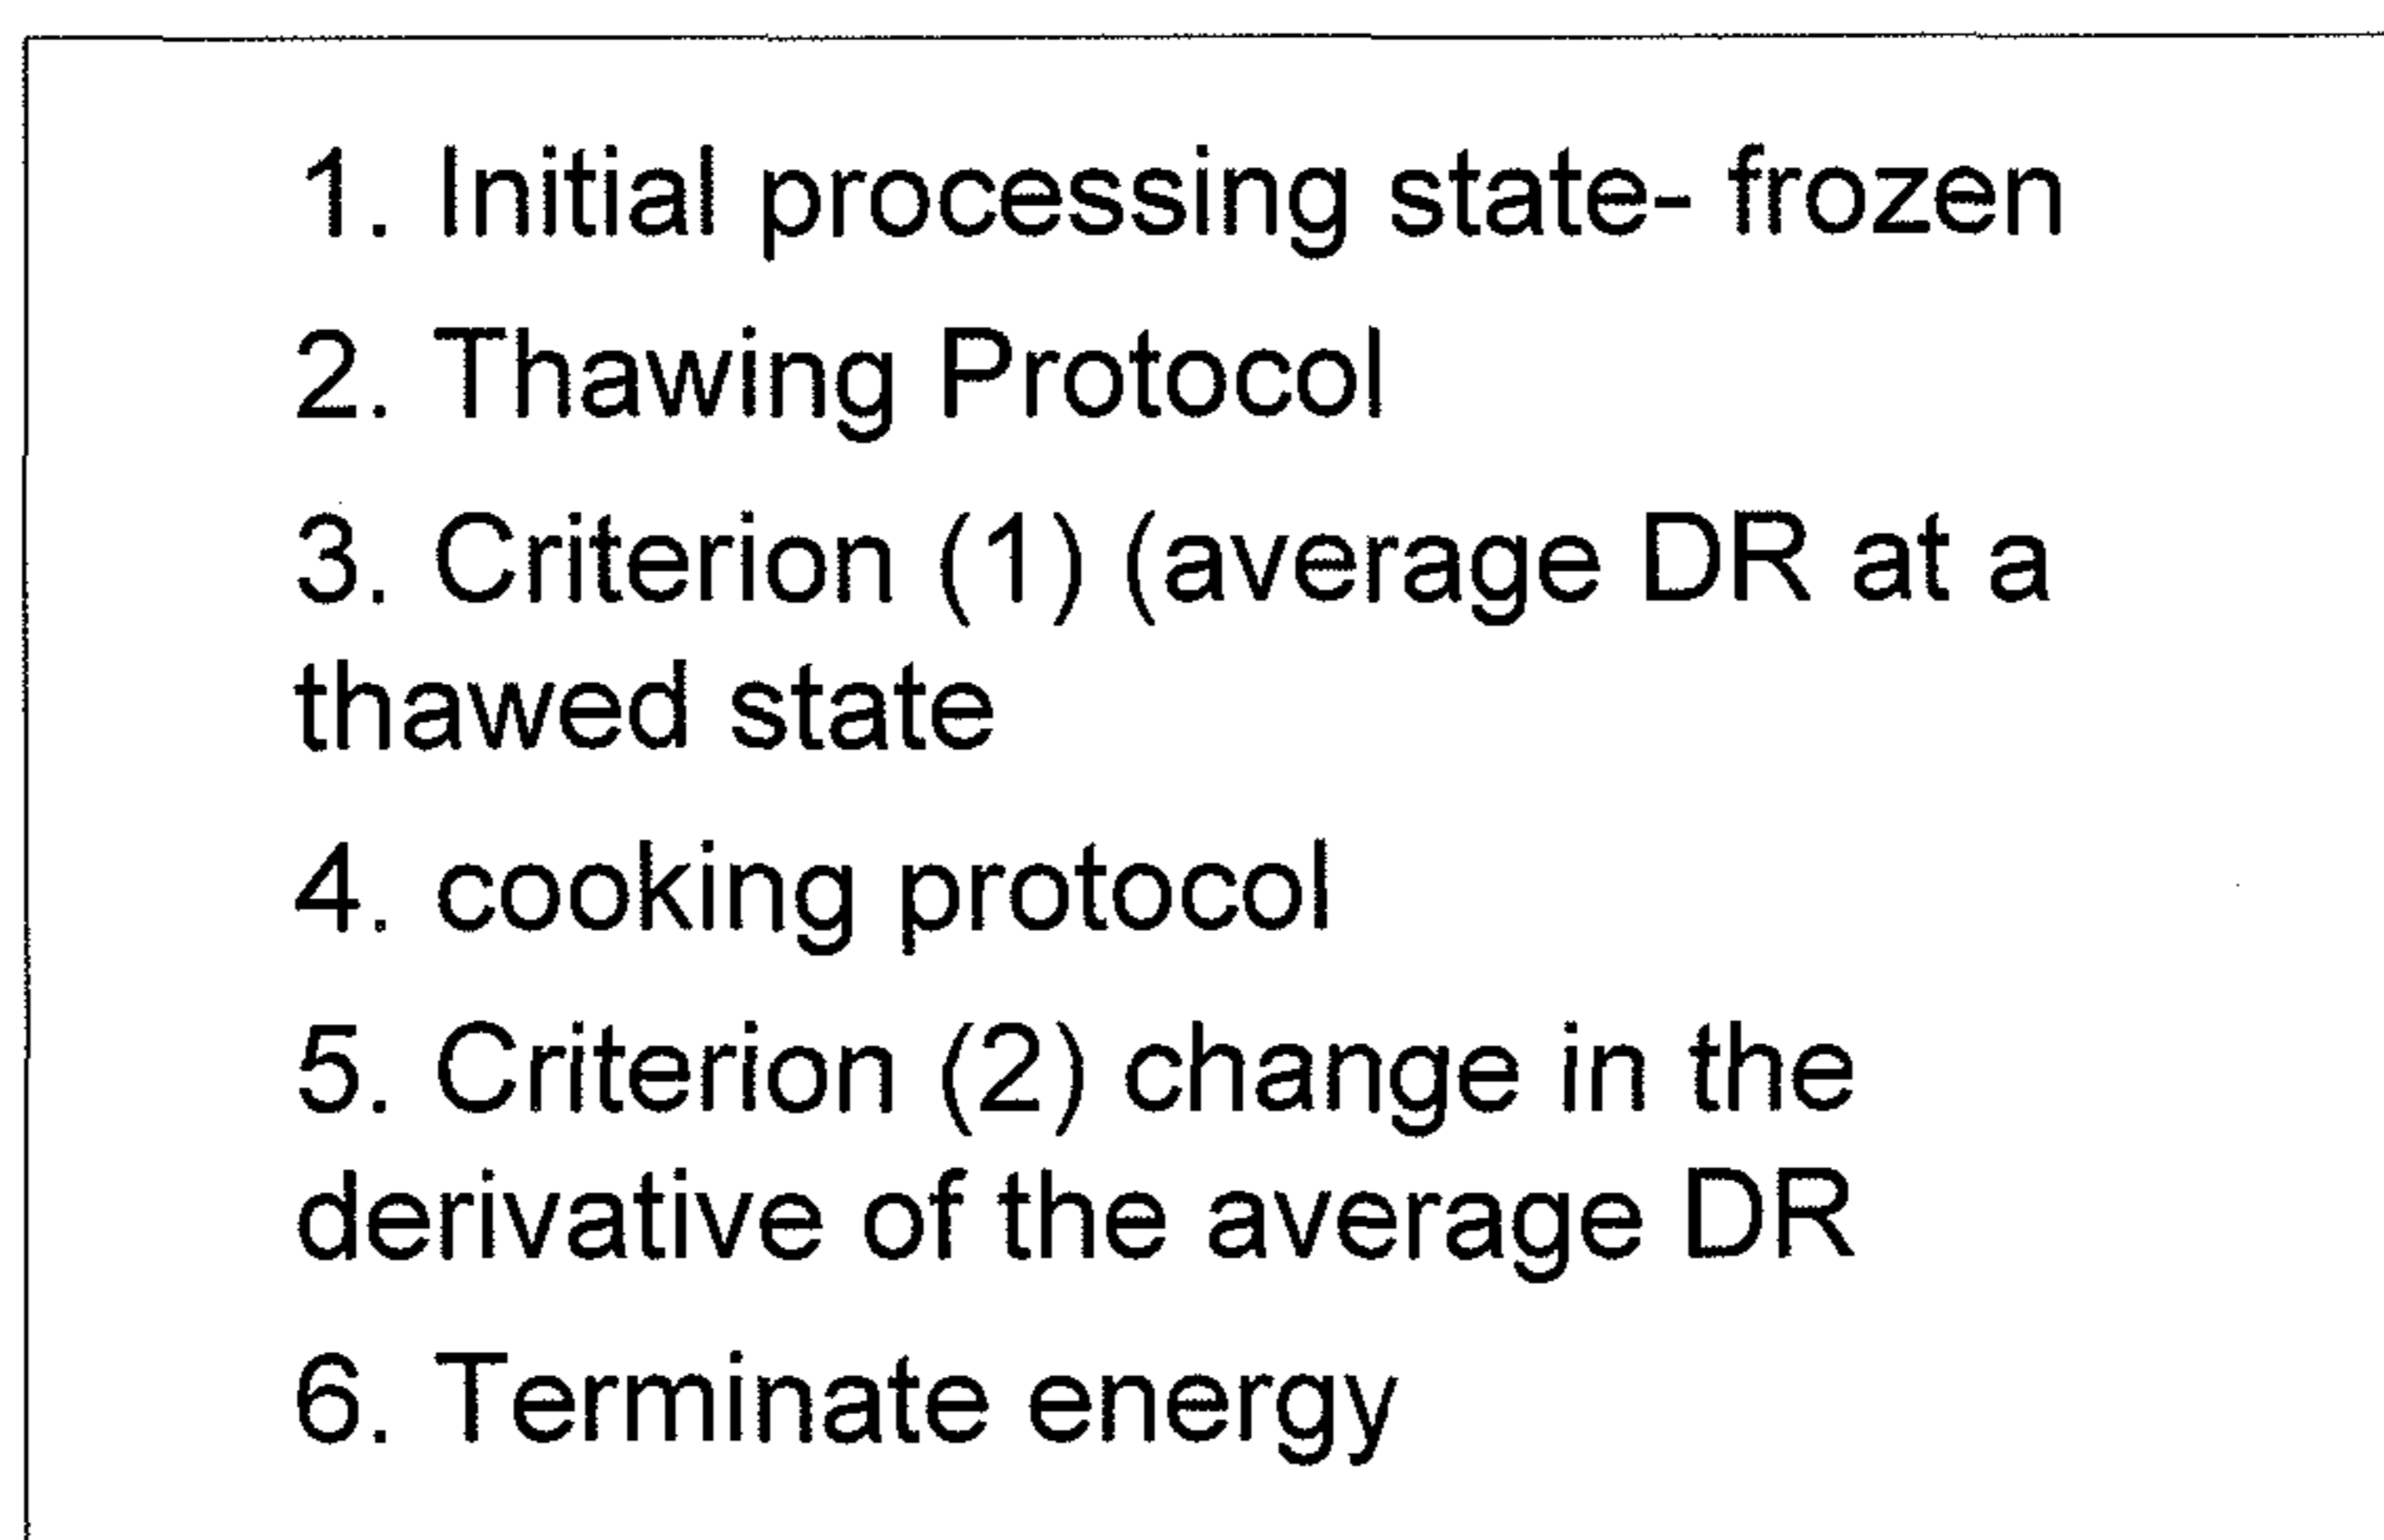 1. Initial processing state- frozen
2. Thawing Protocol
3. Criterion (1) (average DR at a
thawed state
4. cooking protocol
5. Criterion (2) change in the
derivative of the average DR
6. Terminate energy